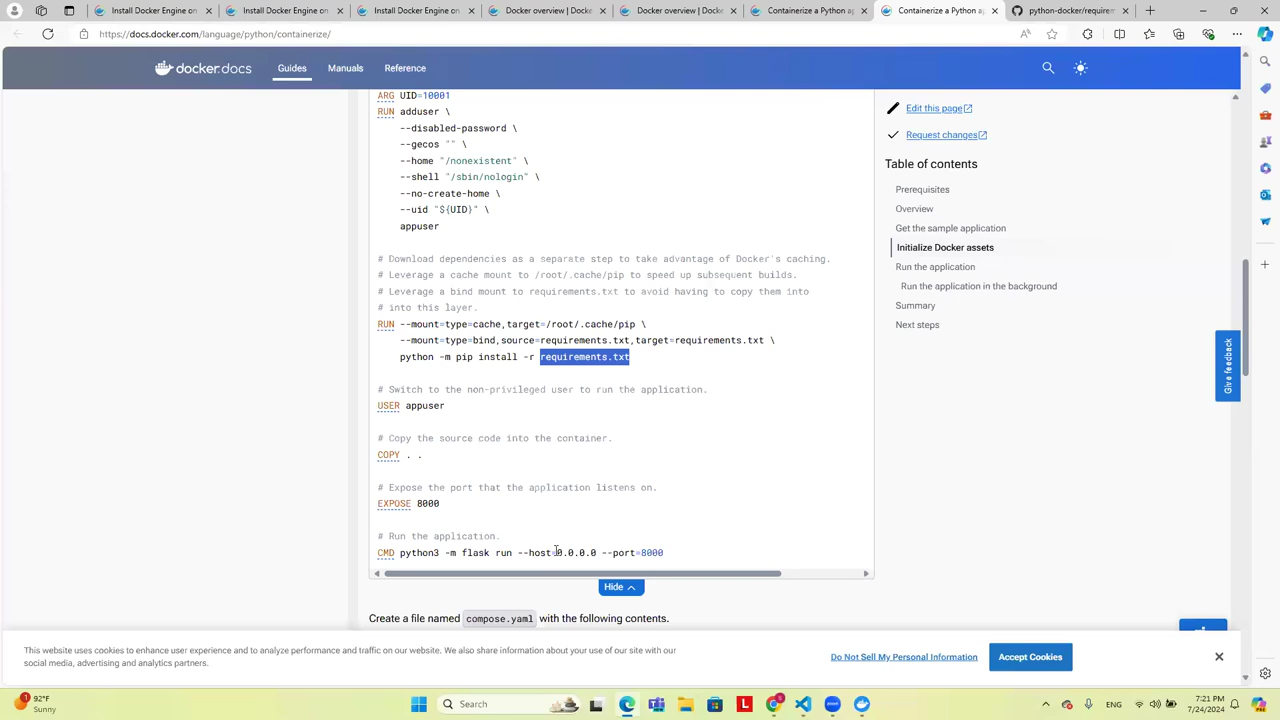 Install Docker Engine on
Install Docker Engine on
Install Docker Engine on
Overview | Docker Docs
Overview | Docker Docs
Containerize a Python ap
Containerize a Python ap
python-docker/requirem
https://docs.docker.com/language/python/containerize/
docker.docs
Guides
Manuals
Reference
ARG UID=10001
RUN adduser \
--disabled-password \
--gecos "" \
--home "/nonexistent" \
--shell "/sbin/nologin" \
--no-create-home \
--uid "${UID}" \
appuser
# Download dependencies as a separate step to take advantage of Docker's caching.
# Leverage a cache mount to /root/.cache/pip to speed up subsequent builds.
# Leverage a bind mount to requirements.txt to avoid having to copy them into
# into this layer.
RUN --mount=type=cache,target=/root/.cache/pip \
--mount=type=bind,source=requirements.txt,target=requirements.txt \
python -m pip install -r requirements.txt
# Switch to the non-privileged user to run the application.
USER appuser
# Copy the source code into the container.
COPY . .
# Expose the port that the application listens on.
EXPOSE 8000
# Run the application.
CMD python3 -m flask run --host=0.0.0.0 --port=8000
Hide
Create a file named compose.yaml with the following contents.
Edit this page
Request changes
Table of contents
Prerequisites
Overview
Get the sample application
Initialize Docker assets
Run the application
Run the application in the background
Summary
Next steps
Give feedback
This website uses cookies to enhance user experience and to analyze performance and traffic on our website. We also share information about your use of our site with our
social media, advertising and analytics partners.
Do Not Sell My Personal Information
Accept Cookies
1
92°F
Sunny
Search
L
zoom
ENG
7:21 PM
7/24/2024